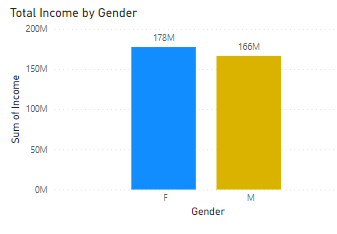 Total Income by Gender
200M
150M
100M
50M
0M
Sum of Income
178M
166M
F
M
Gender